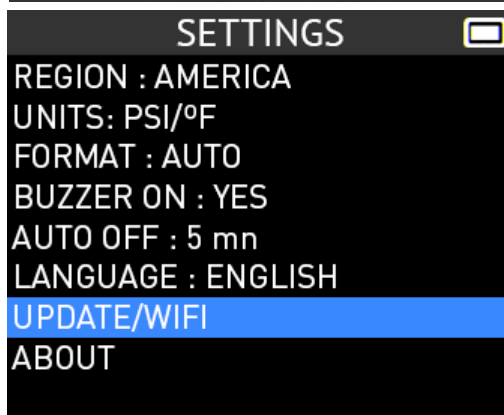 SETTINGS
REGION : AMERICA
UNITS: PSI/ºF
FORMAT : AUTO
BUZZER ON : YES
AUTO OFF : 5 mn
LANGUAGE : ENGLISH
UPDATE/WIFI
ABOUT